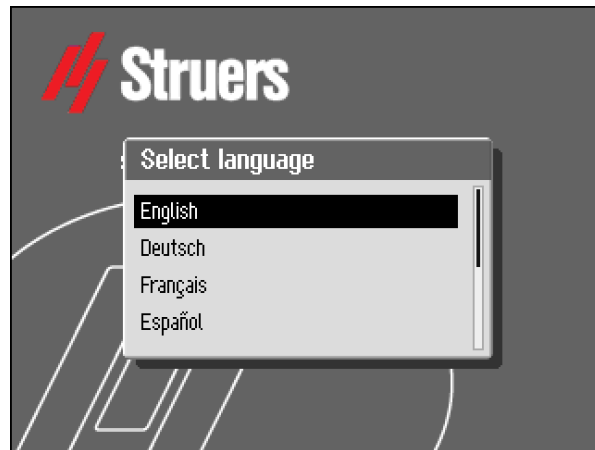 Struers
Select language
English
Deutsch
Français
Español